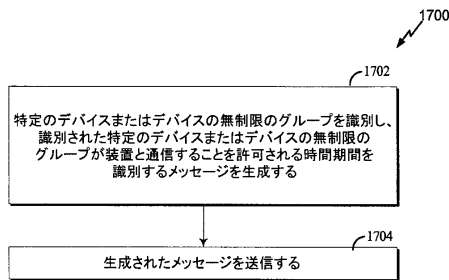 1700
1702
特定のデバイスまたはデバイスの無制限のグループを識別し、
識別された特定のデバイスまたはデバイスの無制限の
グループが装置と通信することを許可される時間期間を
識別するメッセージを生成する
1704
生成されたメッセージを送信する